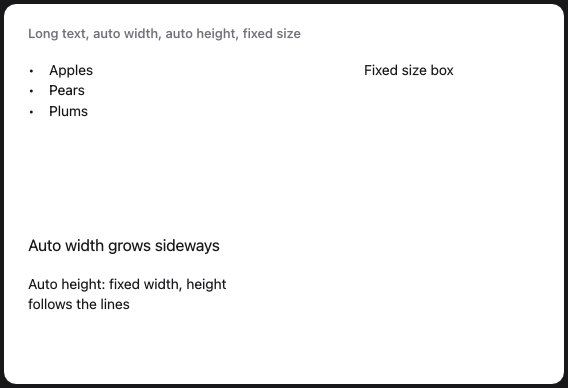 Long text, auto width, auto height, fixed size
• Apples
• Pears
• Plums
Fixed size box
Auto width grows sideways
Auto height: fixed width, height
follows the lines